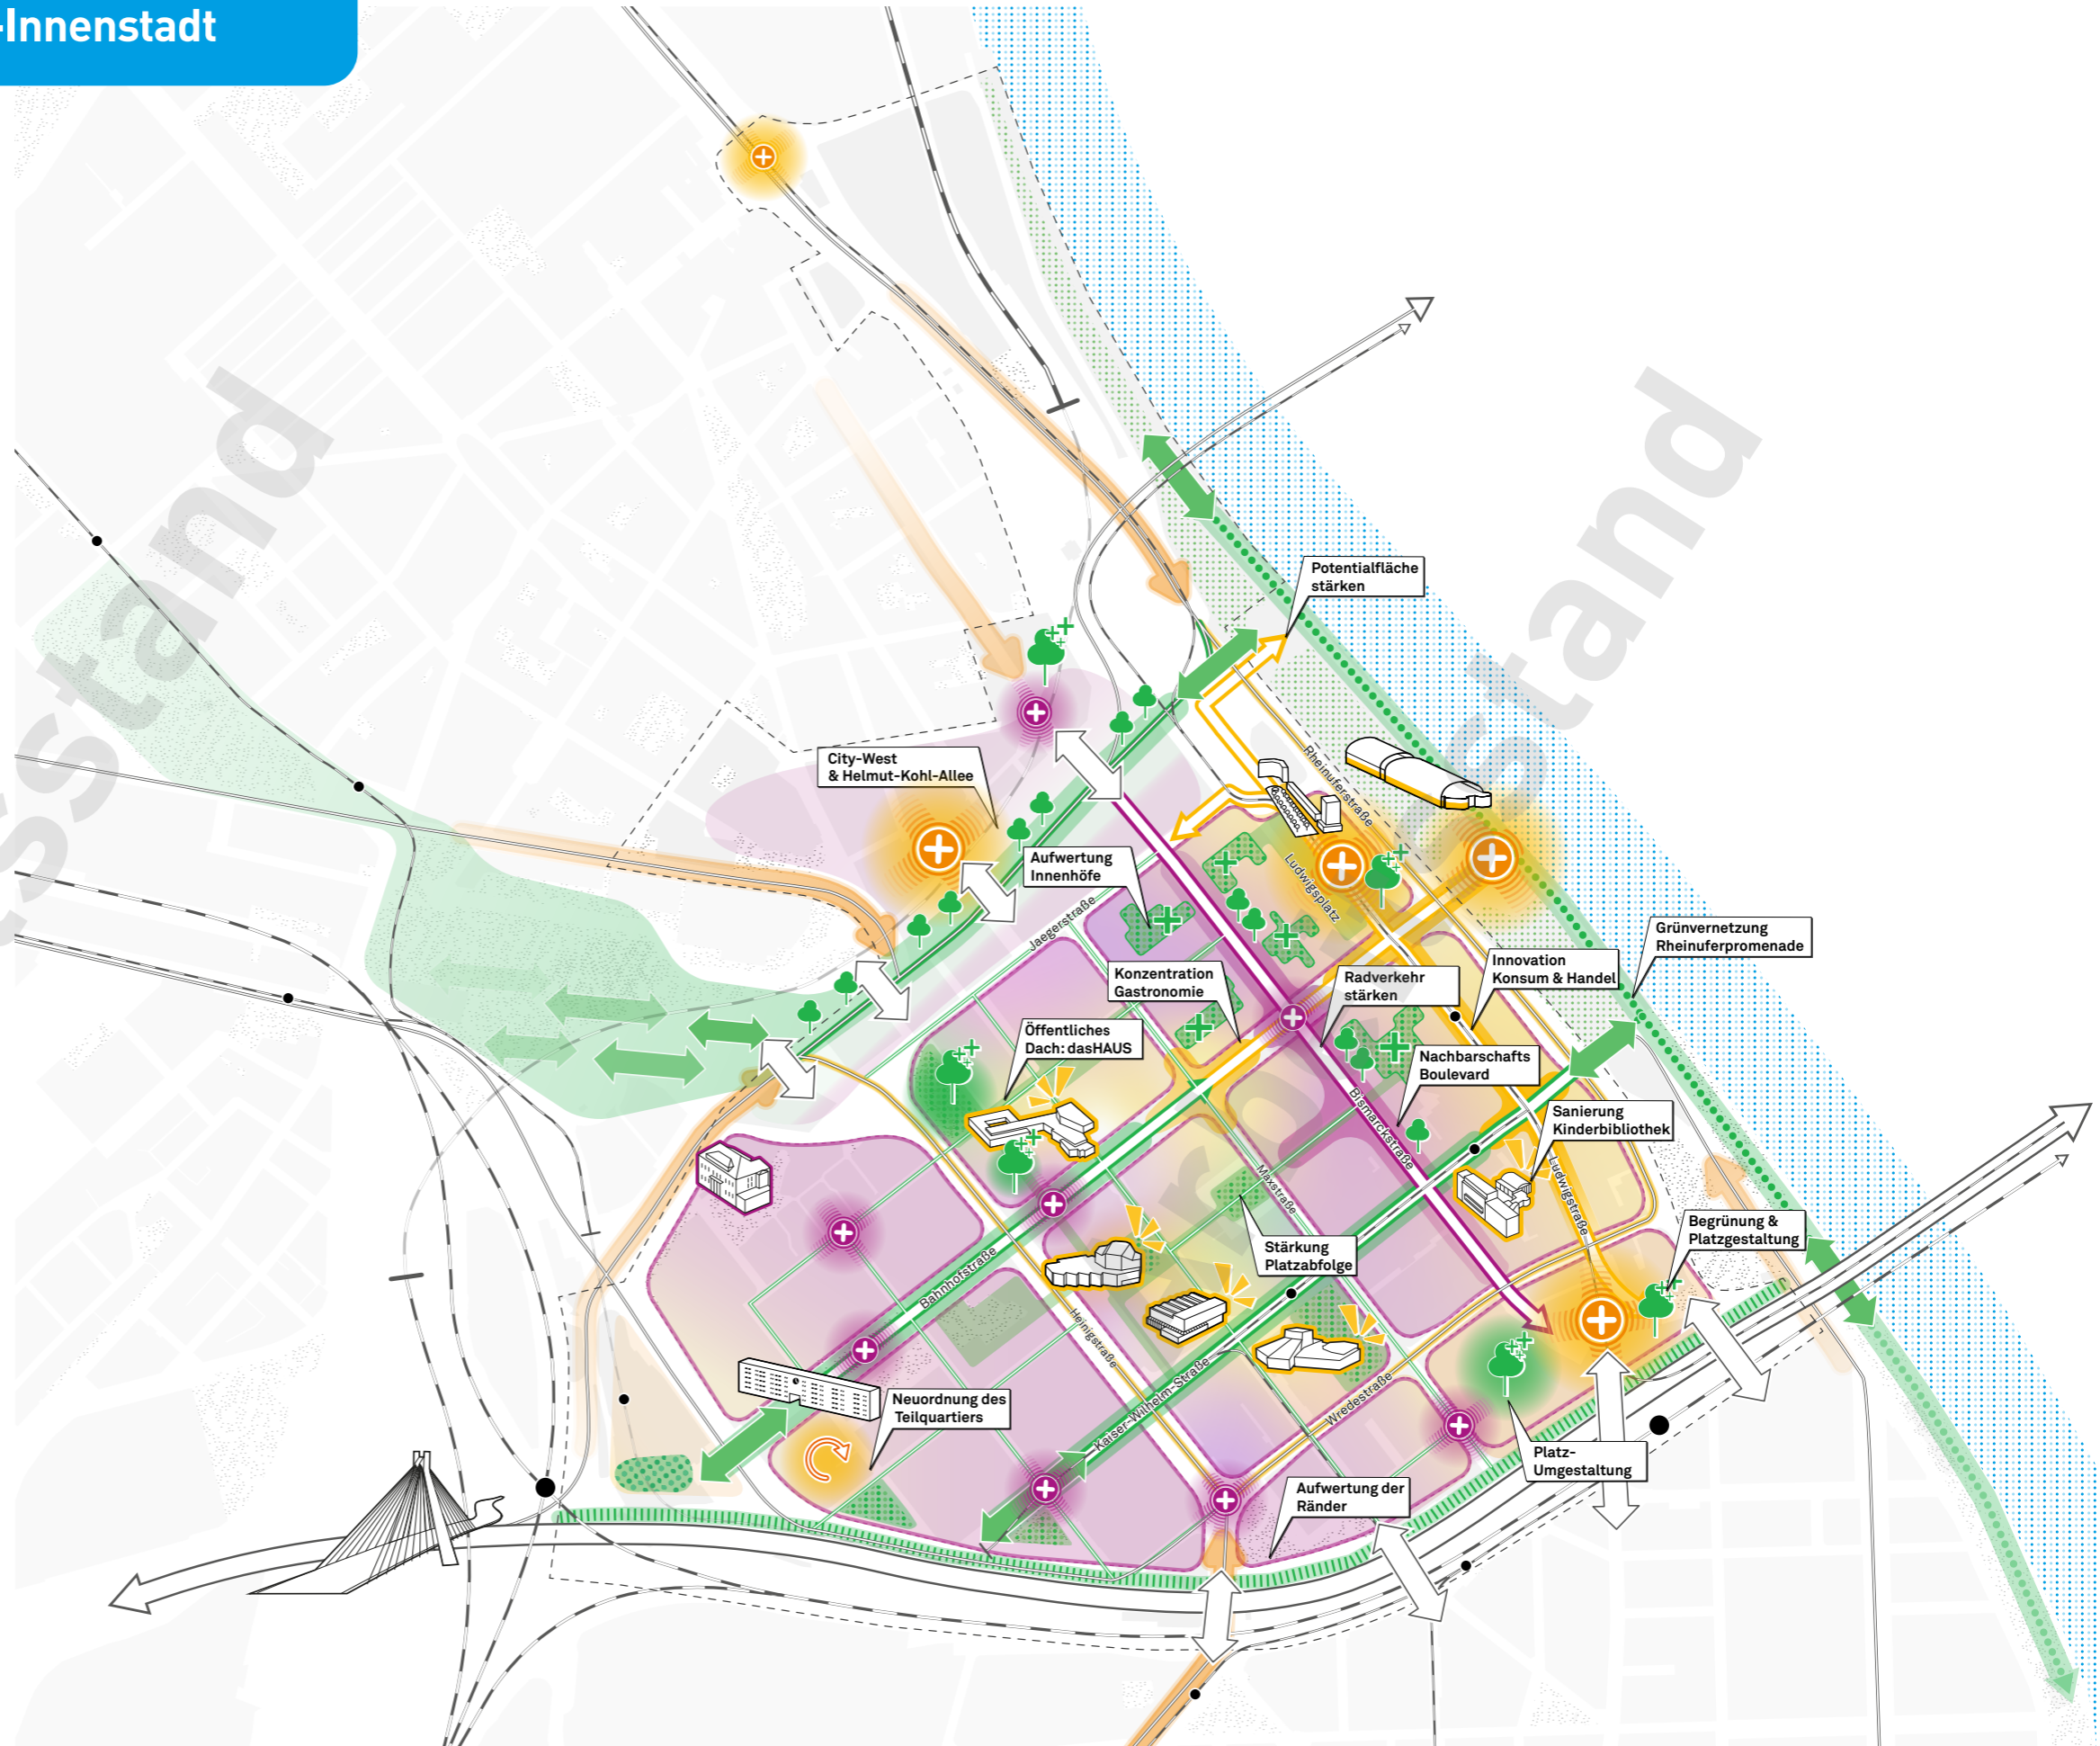 -Innenstadt
Potentialfläche
stärken
City-West
& Helmut-Kohl-Allee
Rheinuferstraße
Aufwertung
Innenhöfe
Ludwigsplatz
Jaegerstraße
Grünvernetzung
Rheinuferpromenade
Konzentration
Gastronomie
Radverkehr
stärken
Innovation
Konsum & Handel
Öffentliches
Dach: dasHAUS
Nachbarschafts
Boulevard
Bismarckstraße
Sanierung
Kinderbibliothek
Maxstraße
Ludwigstraße
Begrünung &
Platzgestaltung
Stärkung
Platzabfolge
Bahnhofstraße
Heinigstraße
Kaiser-Wilhelm-Straße
Wredestraße
Neuordnung des
Teilquartiers
Platz-
Umgestaltung
Aufwertung der
Ränder